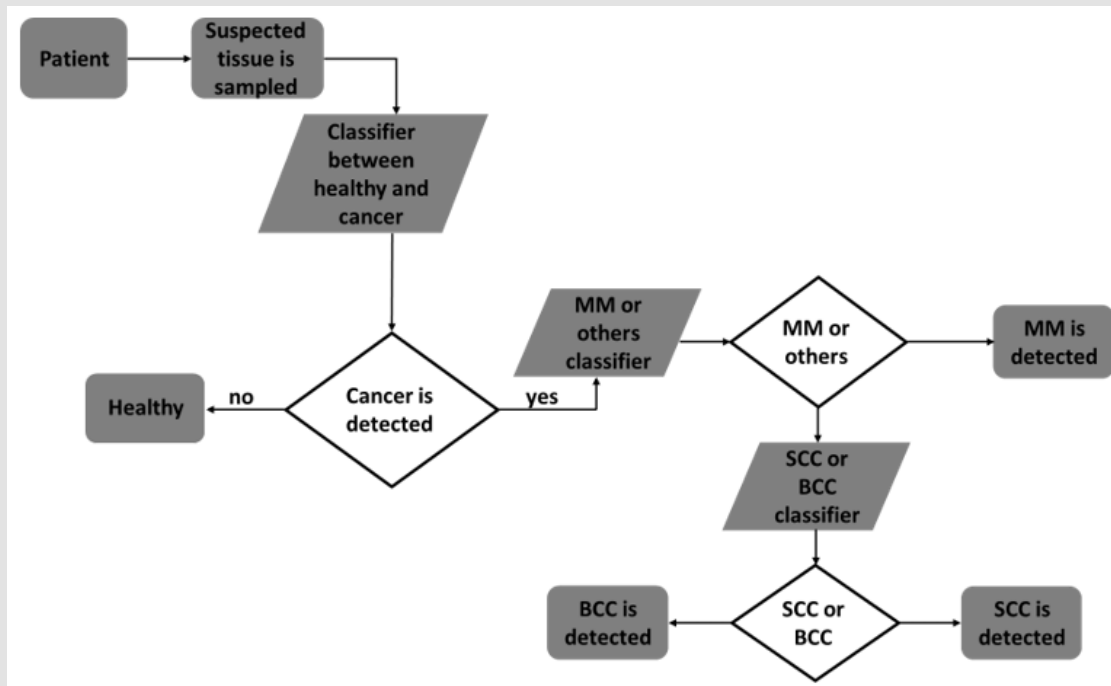 Patient
Suspected
tissue is
sampled
Classifier
between
healthy and
cancer
Cancer is
detected
no
Healthy
yes
MM or
others
classifier
MM or
others
MM is
detected
SCC or
BCC
classifier
SCC or
BCC
BCC is
detected
SCC is
detected